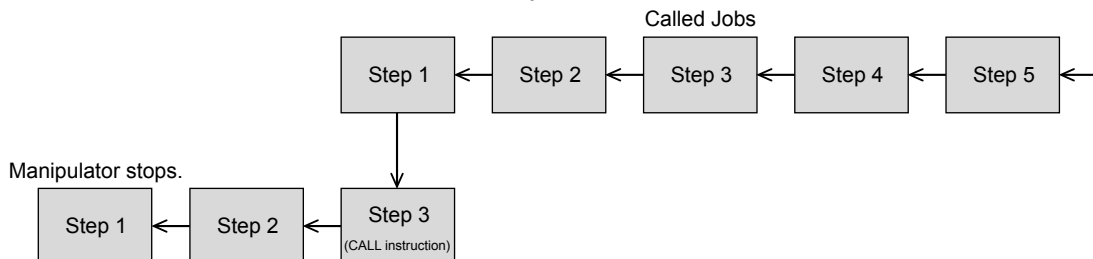 Called Jobs
Step 1
Step 2
Step 3
Step 4
Step 5
Manipulator stops.
Step 1
Step 2
Step 3
(CALL instruction)